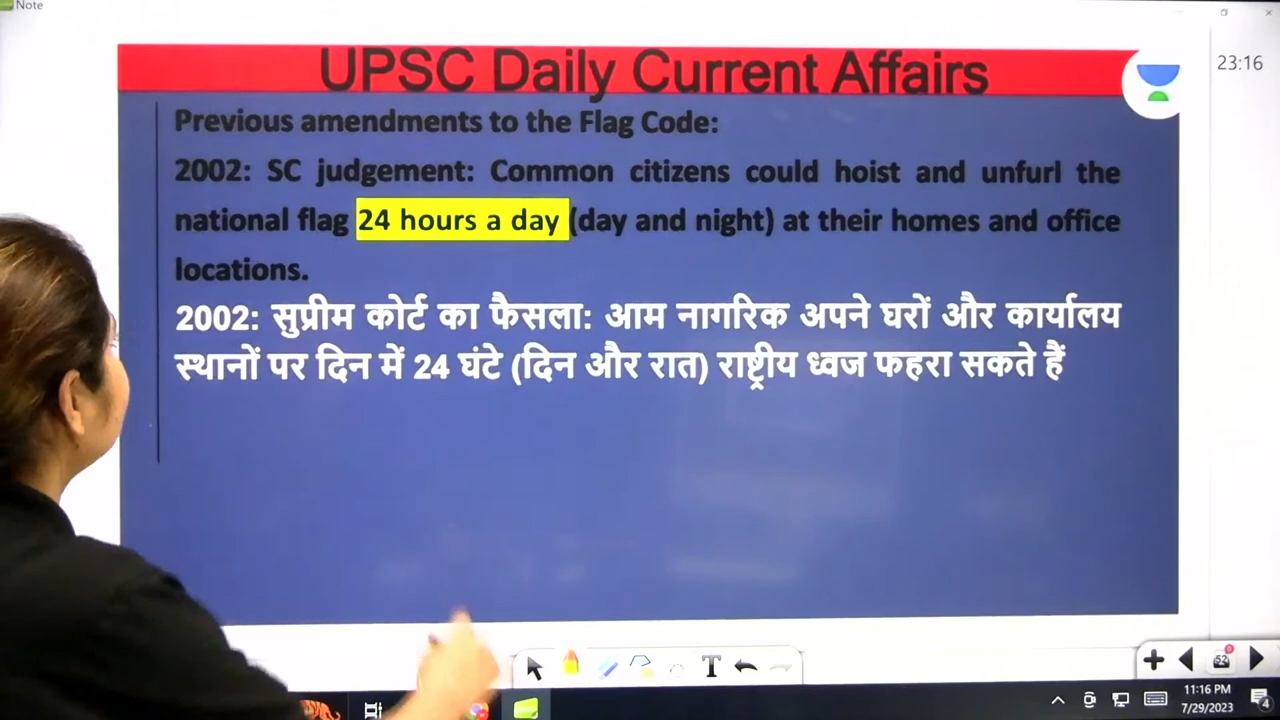 Note
UPSC Daily Current Affairs
23:16
Previous amendments to the Flag Code:
2002: SC judgement: Common citizens could hoist and unfurl the
national flag 24 hours a day (day and night) at their homes and office
locations.
2002: सुप्रीम कोर्ट का फैसला: आम नागरिक अपने घरों और कार्यालय
स्थानों पर दिन में 24 घंटे (दिन और रात) राष्ट्रीय ध्वज फहरा सकते हैं
T
52
11:16 PM
7/29/2023
4